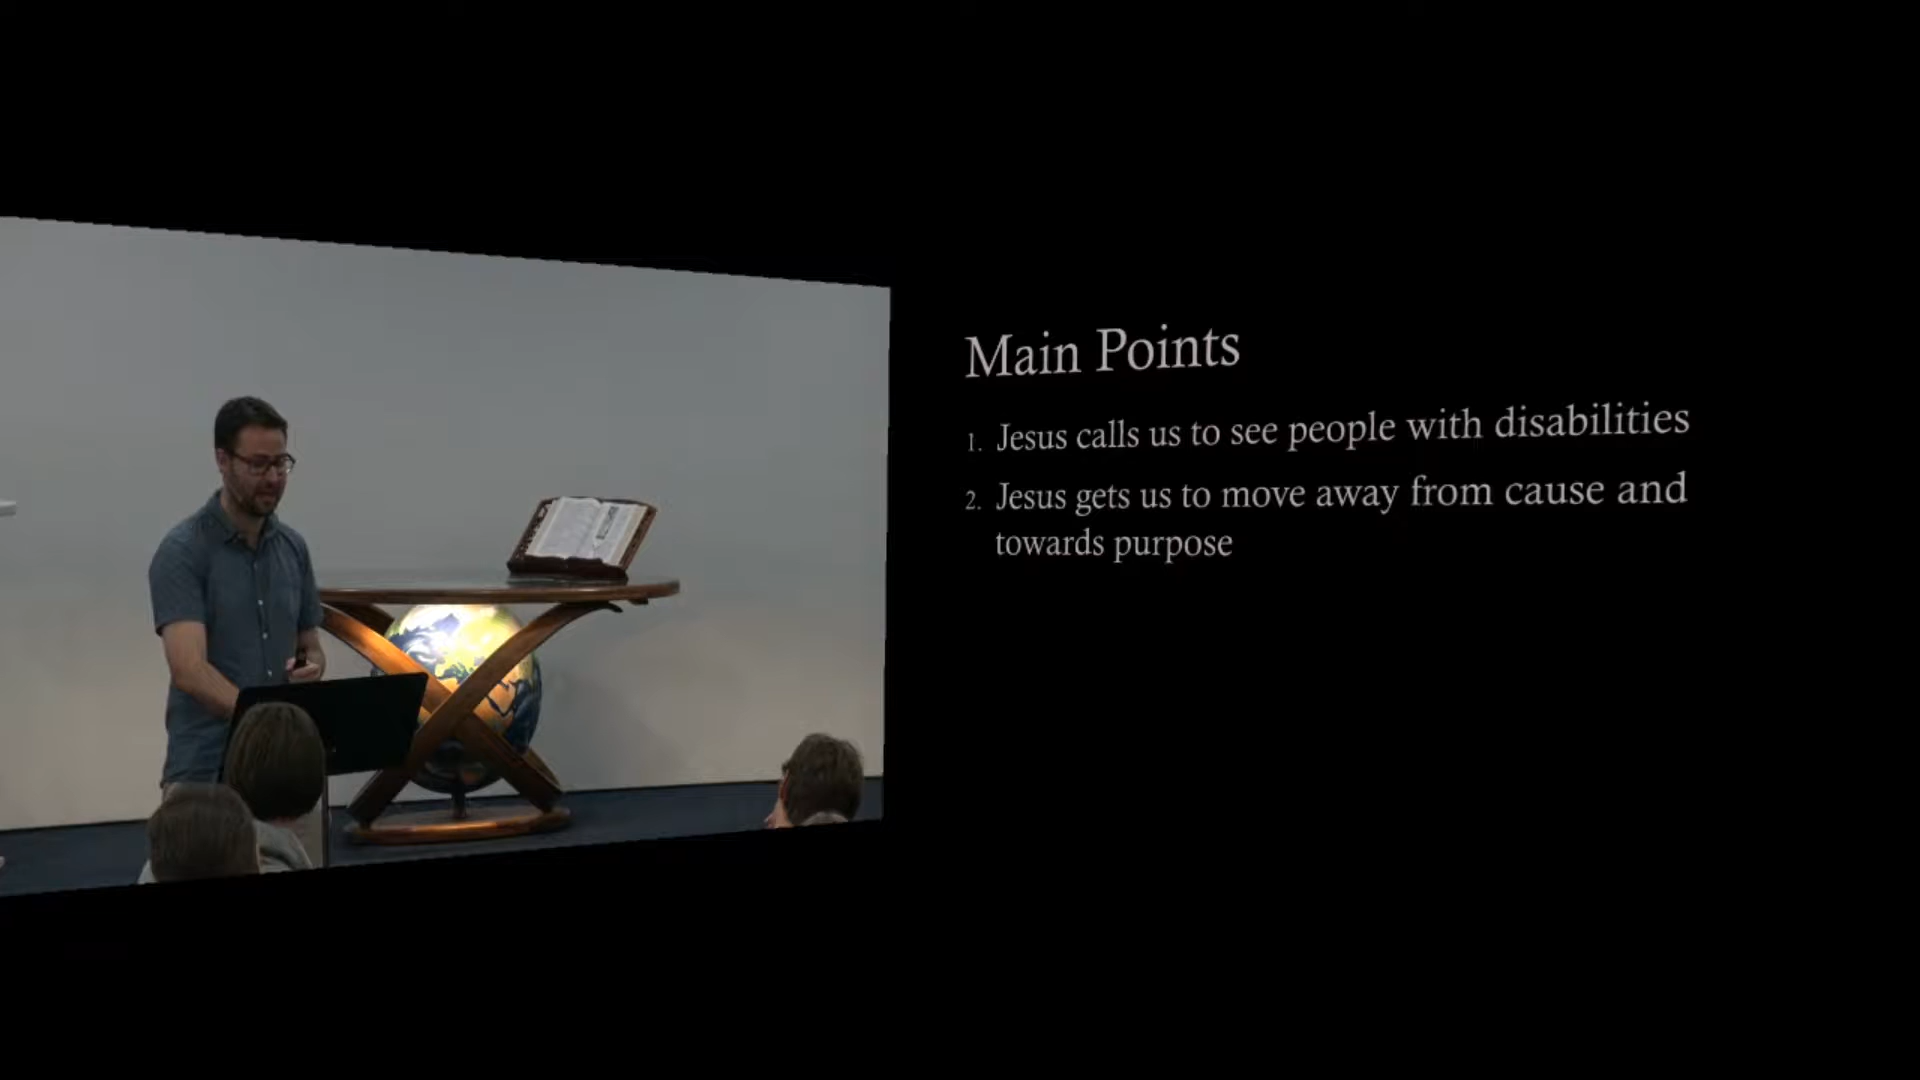 Main Points
1. Jesus calls us to see people with disabilities
2. Jesus gets us to move away from cause and
towards purpose